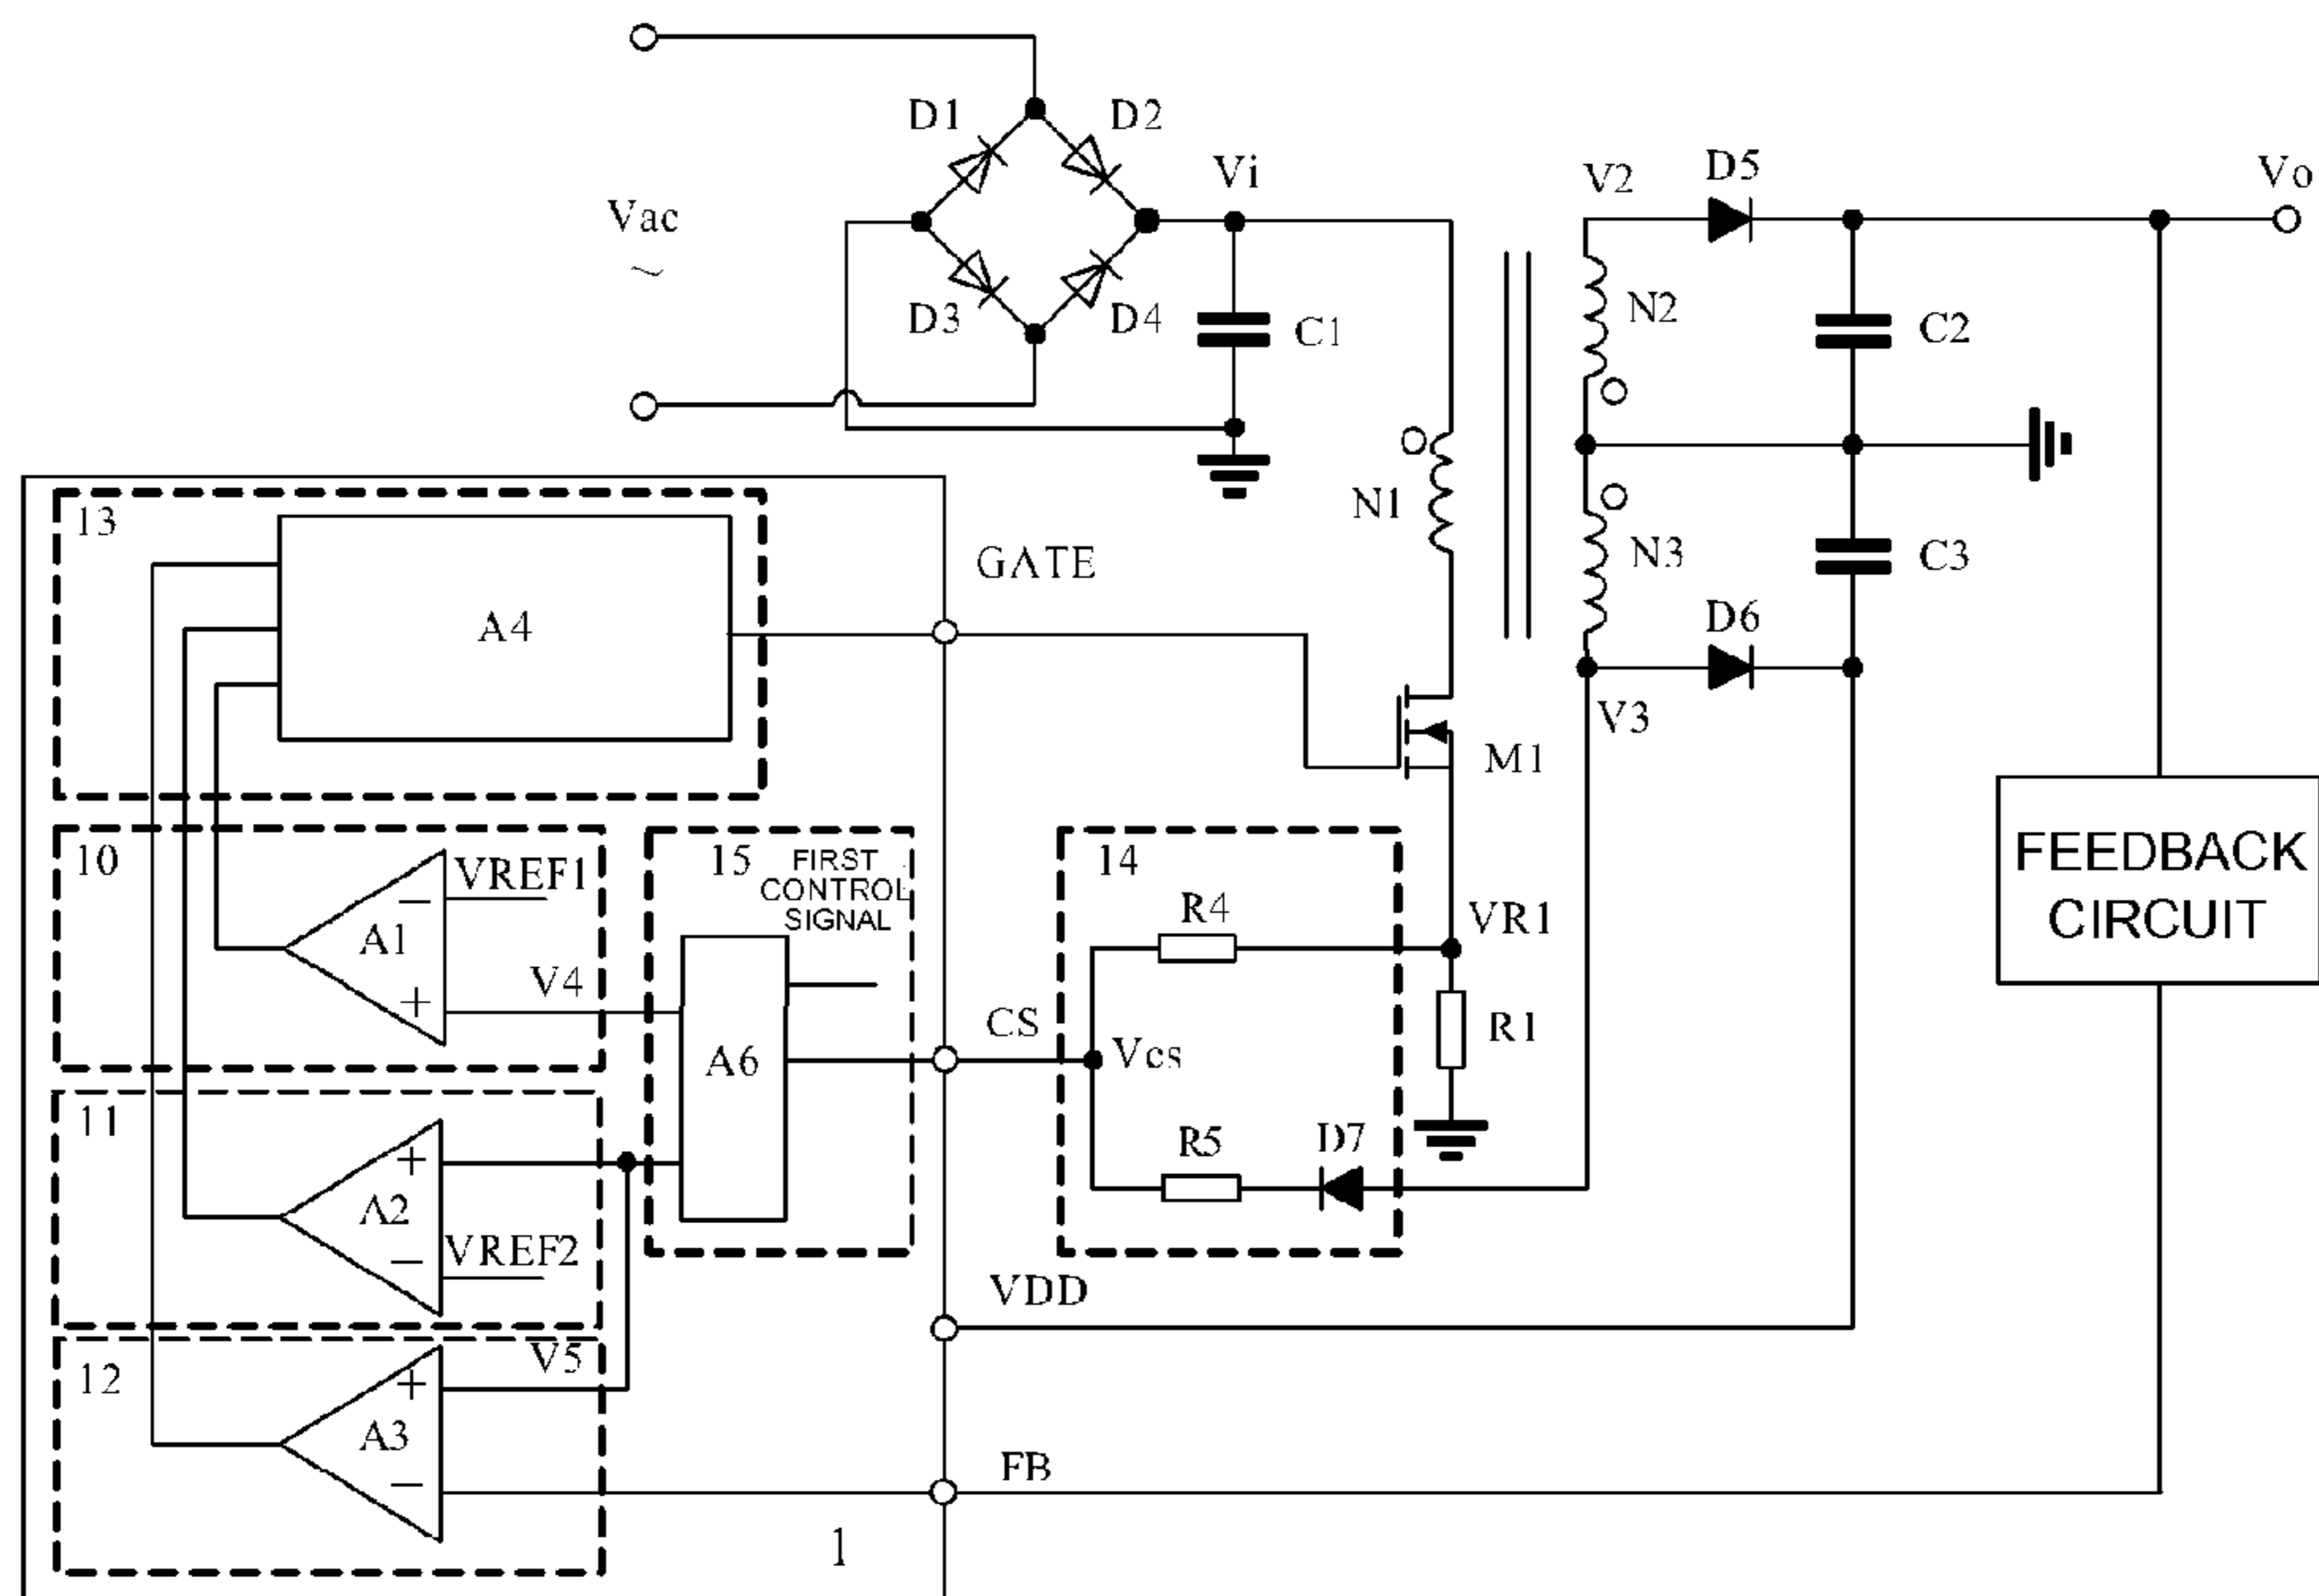 D1
D2
Vac
~
Vi
V2
D5
Vo
D3
D4
C1
N2
C2
N1
13
GATE
N3
C3
A4
D6
V3
M1
10
VREF1
−
A1
V4
+
15
FIRST
CONTROL
SIGNAL
14
R4
VR1
FEEDBACK
CIRCUIT
CS
R1
A6
Vcs
11
+
A2
−
VREF2
R5
D7
VDD
12
V5
+
A3
−
FB
1